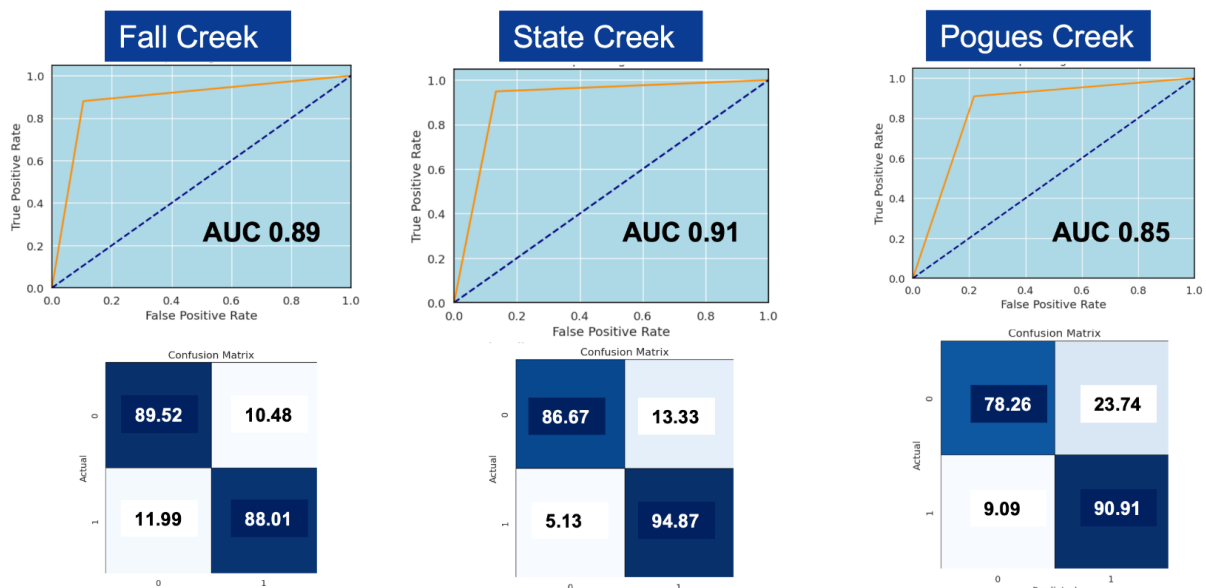 Fall Creek
State Creek
Pogues Creek
1.0
0.8
0.6
0.4
0.2
0.0
True Positive Rate
AUC 0.89
0.0 0.2 0.4 0.6 0.8 1.0
False Positive Rate
1.0
0.8
0.6
0.4
0.2
0.0
True Positive Rate
AUC 0.91
0.0 0.2 0.4 0.6 0.8 1.0
False Positive Rate
1.0
0.8
0.6
0.4
0.2
0.0
True Positive Rate
AUC 0.85
0.0 0.2 0.4 0.6 0.8 1.0
False Positive Rate
Confusion Matrix
0
89.52 10.48
Actual
1
11.99 88.01
0 1
Confusion Matrix
0
86.67 13.33
Actual
1
5.13 94.87
0 1
Confusion Matrix
0
78.26 23.74
Actual
1
9.09 90.91
0 1